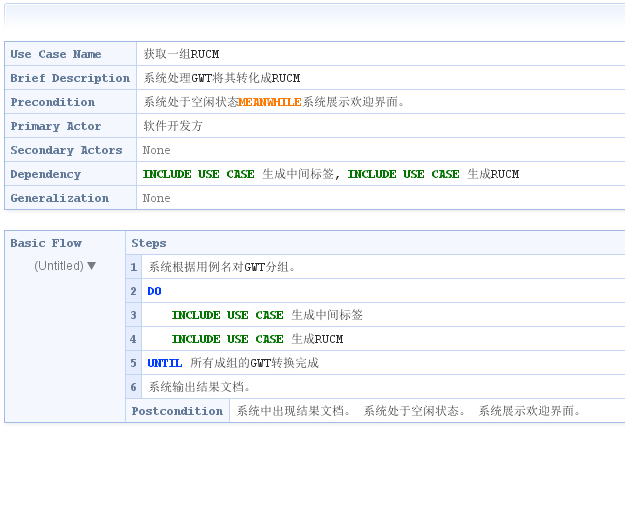 Use Case Name 获取一组RUCM
Brief Description 系统处理GWT将其转化成RUCM
Precondition 系统处于空闲状态MEANWHILE系统展示欢迎界面。
Primary Actor 软件开发方
Secondary Actors None
Dependency INCLUDE USE CASE 生成中间标签, INCLUDE USE CASE 生成RUCM
Generalization None
Basic Flow Steps
(Untitled) ▼
1 系统根据用例名对GWT分组。
2 DO
3 INCLUDE USE CASE 生成中间标签
4 INCLUDE USE CASE 生成RUCM
5 UNTIL 所有成组的GWT转换完成
6 系统输出结果文档。
Postcondition 系统中出现结果文档。 系统处于空闲状态。 系统展示欢迎界面。